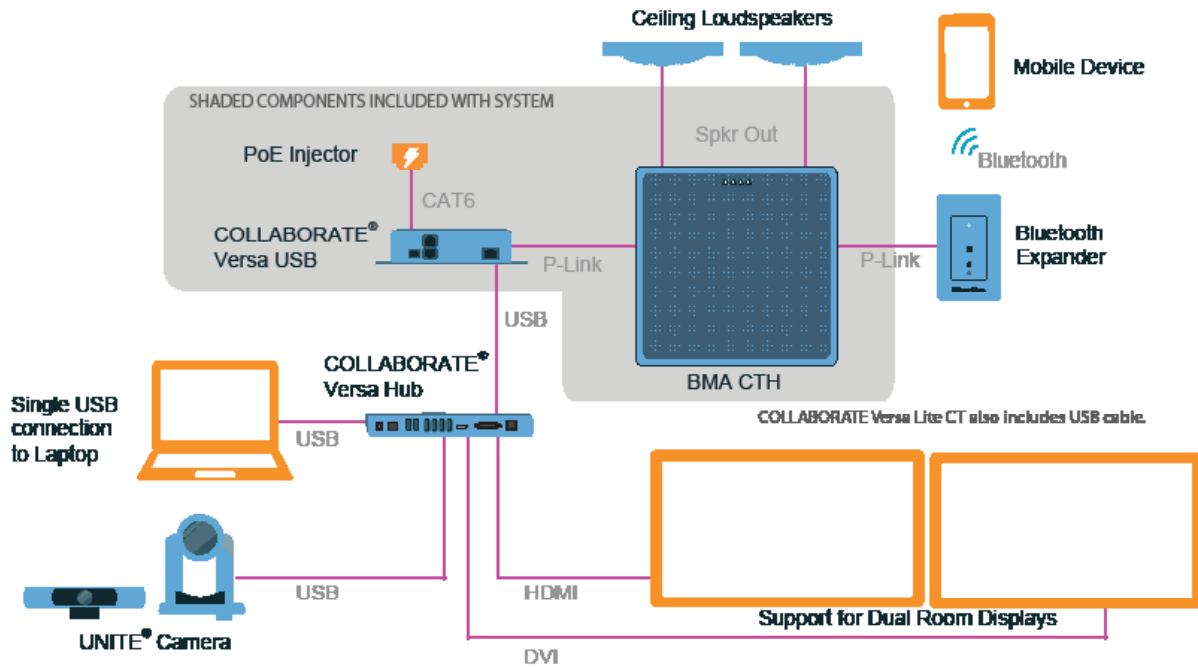 Ceiling Loudspeakers
Mobile Device
SHADED COMPONENTS INCLUDED WITH SYSTEM
Spkr Out
PoE Injector
Bluetooth
CAT6
COLLABORATE®
Versa USB
P-Link
P-Link
Bluetooth
Expander
USB
COLLABORATE®
Versa Hub
BMA CTH
Single USB
connection
to Laptop
USB
COLLABORATE Versa Lite CT also includes USB cable.
USB
HDMI
Support for Dual Room Displays
UNITE® Camera
DVI